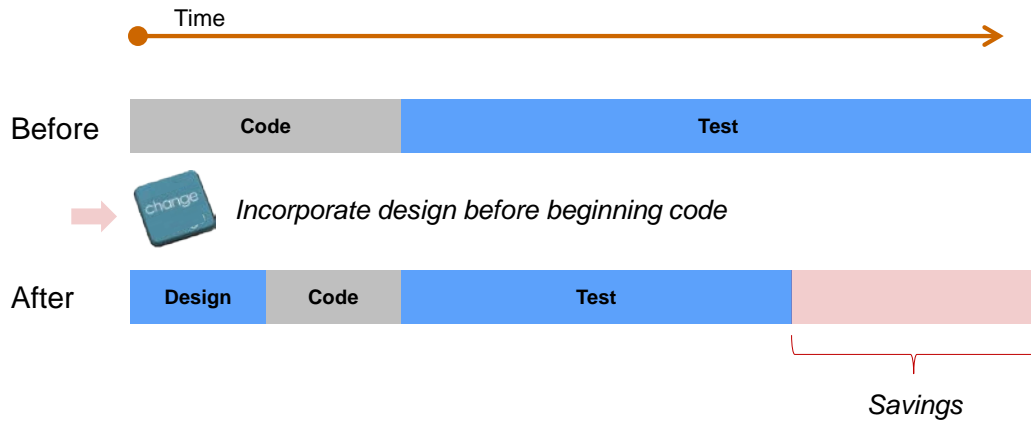 Time
Before
Code
Test
change
Incorporate design before beginning code
After
Design
Code
Test
Savings